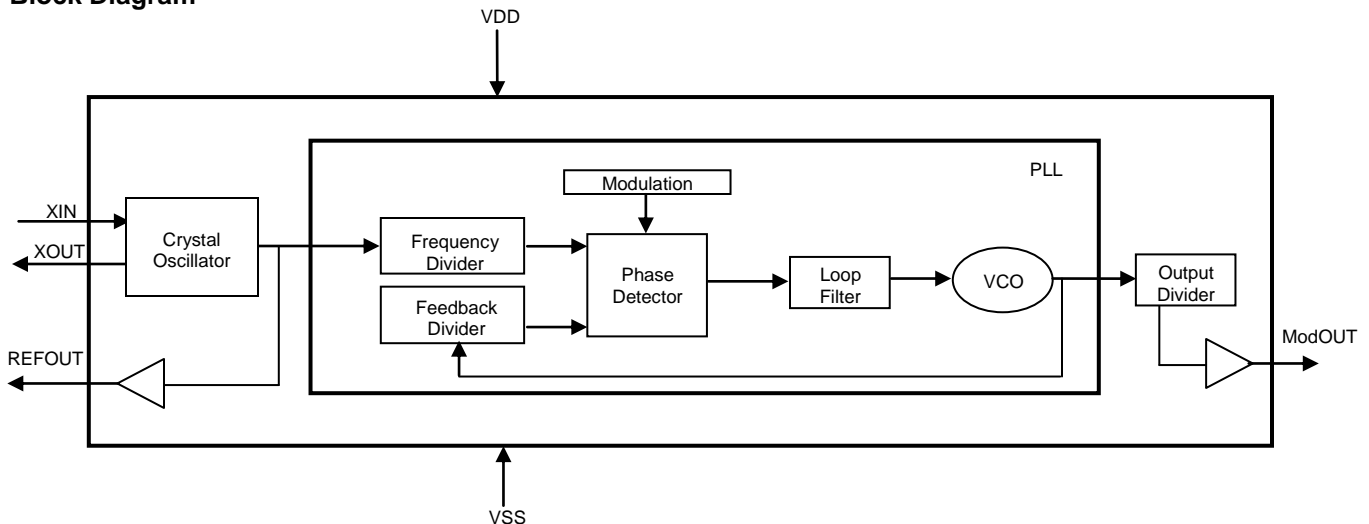 Block Diagram
VDD
PLL
Modulation
XIN
XOUT
Crystal
Oscillator
Frequency
Divider
Feedback
Divider
Phase
Detector
Loop
Filter
VCO
Output
Divider
REFOUT
ModOUT
VSS